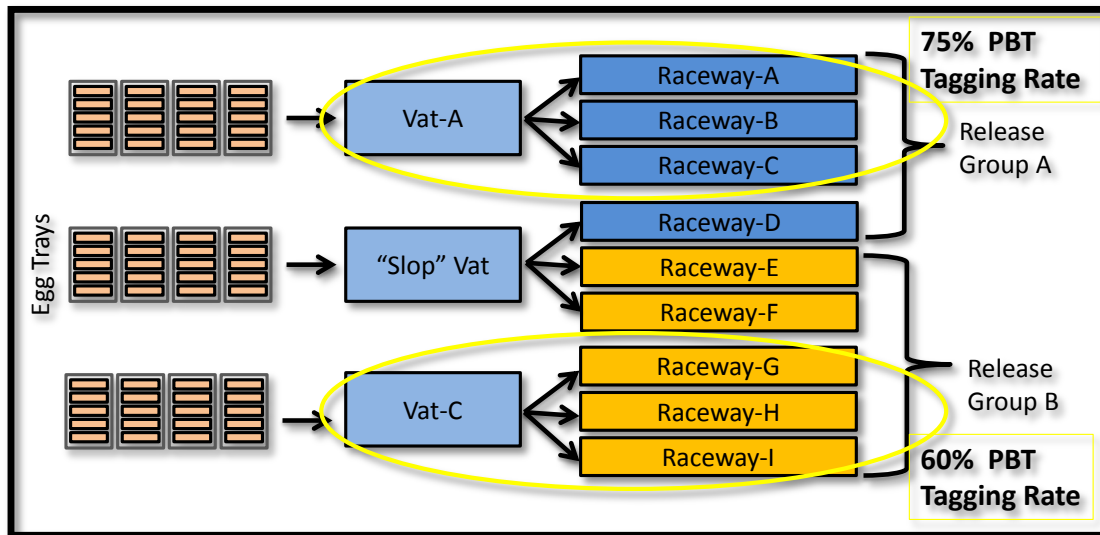 75% PBT
Tagging Rate
Egg Trays
Vat-A
Raceway-A
Raceway-B
Raceway-C
Release
Group A
“Slop” Vat
Raceway-D
Raceway-E
Raceway-F
Vat-C
Raceway-G
Raceway-H
Raceway-I
Release
Group B
60% PBT
Tagging Rate